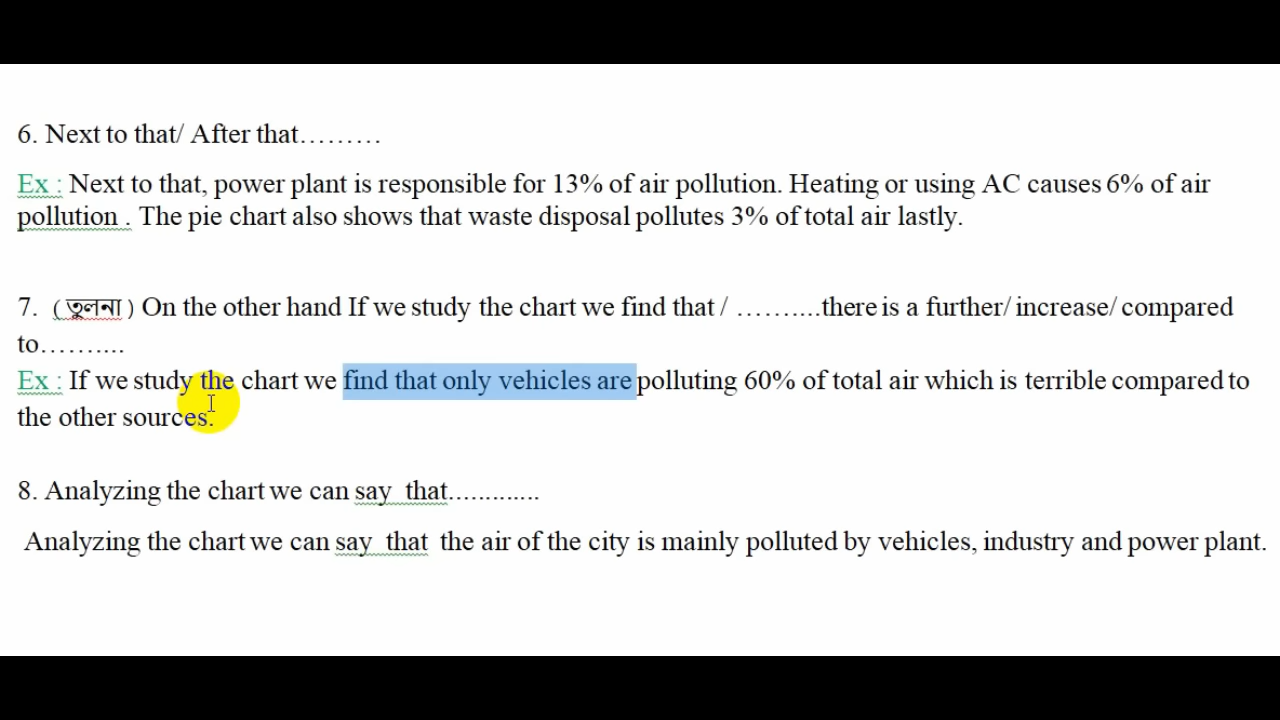 6. Next to that/ After that………
Ex : Next to that, power plant is responsible for 13% of air pollution. Heating or using AC causes 6% of air
pollution . The pie chart also shows that waste disposal pollutes 3% of total air lastly.
7. ( তুলনা ) On the other hand If we study the chart we find that / ……....there is a further/ increase/ compared
to……....
Ex : If we study the chart we find that only vehicles are polluting 60% of total air which is terrible compared to
the other sources.
8. Analyzing the chart we can say that.............
Analyzing the chart we can say that the air of the city is mainly polluted by vehicles, industry and power plant.